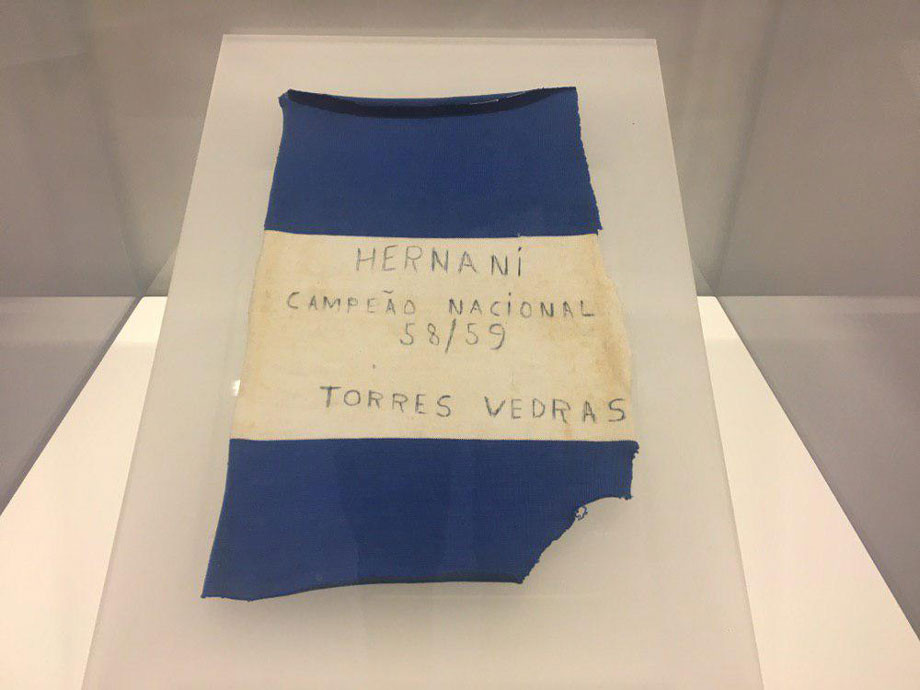 HERNANI
CAMPEÃO NACIONAL
58/59
TORRES VEDRAS